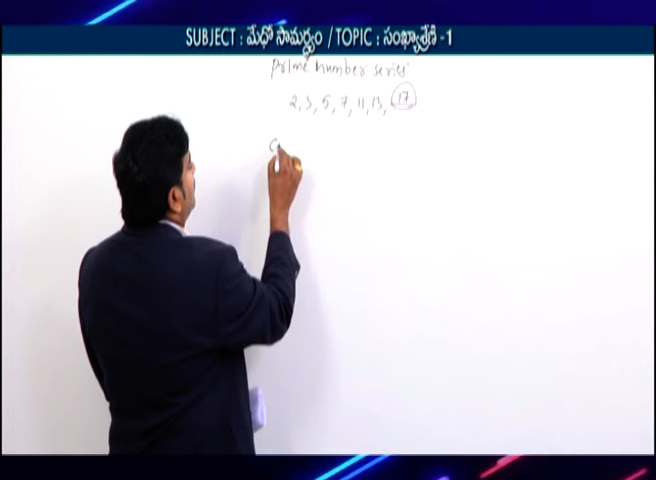 SUBJECT : మేధో సామర్థ్యం / TOPIC : సంఖ్యాశ్రేణి -1
Prime number series
2, 3, 5, 7, 11, 13, 17
C